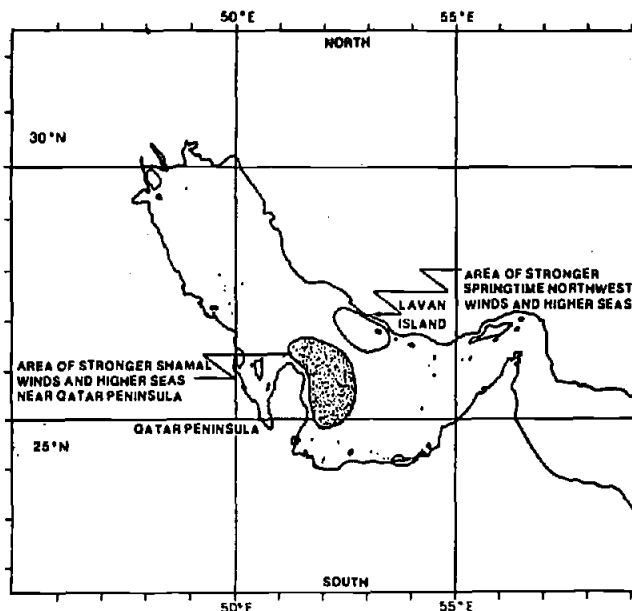 50°E
55°E
NORTH
30°N
AREA OF STRONGER
SPRINGTIME NORTHWEST
WINDS AND HIGHER SEAS
LAVAN
ISLAND
AREA OF STRONGER SHAMAL
WINDS AND HIGHER SEAS
NEAR QATAR PENINSULA
QATAR PENINSULA
25°N
SOUTH
50°E
55°E